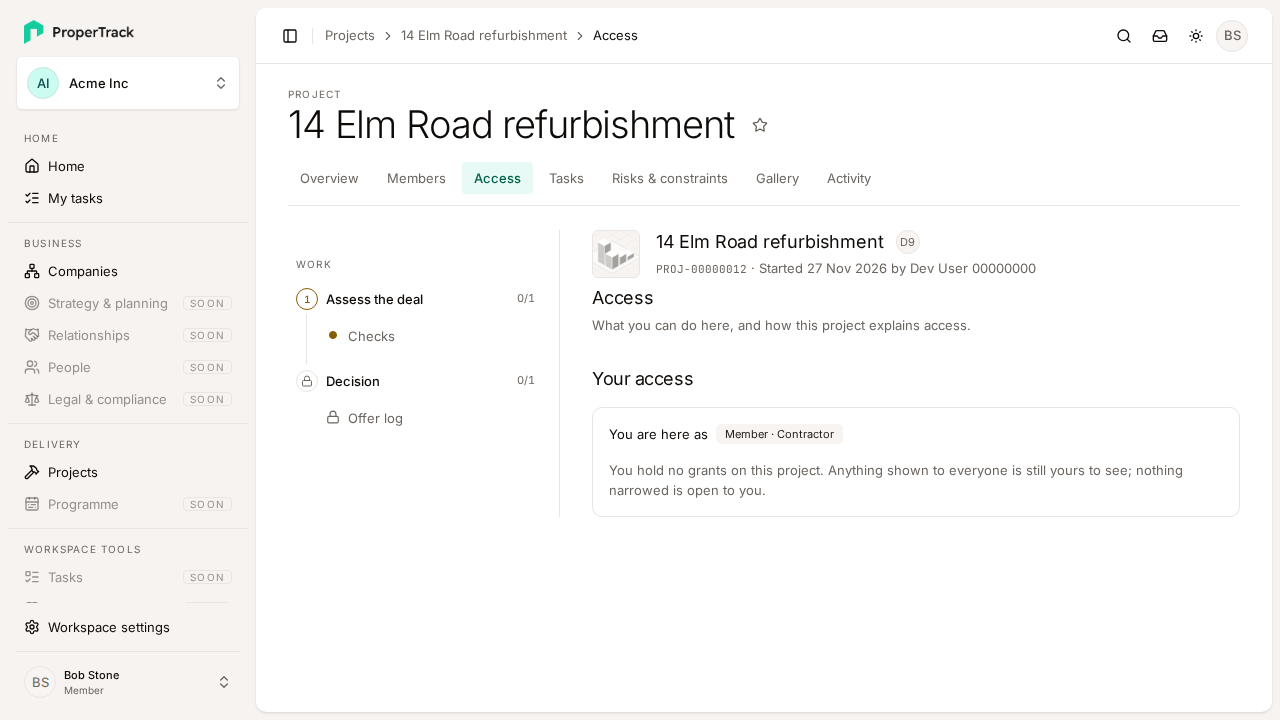 ProperTrack
AI
Acme Inc
HOME
Home
My tasks
BUSINESS
Companies
Strategy & planning SOON
Relationships SOON
People SOON
Legal & compliance SOON
DELIVERY
Projects
Programme SOON
WORKSPACE TOOLS
Tasks SOON
Workspace settings
BS
Bob Stone
Member
Projects > 14 Elm Road refurbishment > Access
BS
PROJECT
14 Elm Road refurbishment
Overview Members Access Tasks Risks & constraints Gallery Activity
WORK
1 Assess the deal 0/1
Checks
Decision 0/1
Offer log
14 Elm Road refurbishment D9
PROJ-00000012 · Started 27 Nov 2026 by Dev User 00000000
Access
What you can do here, and how this project explains access.
Your access
You are here as Member · Contractor
You hold no grants on this project. Anything shown to everyone is still yours to see; nothing
narrowed is open to you.